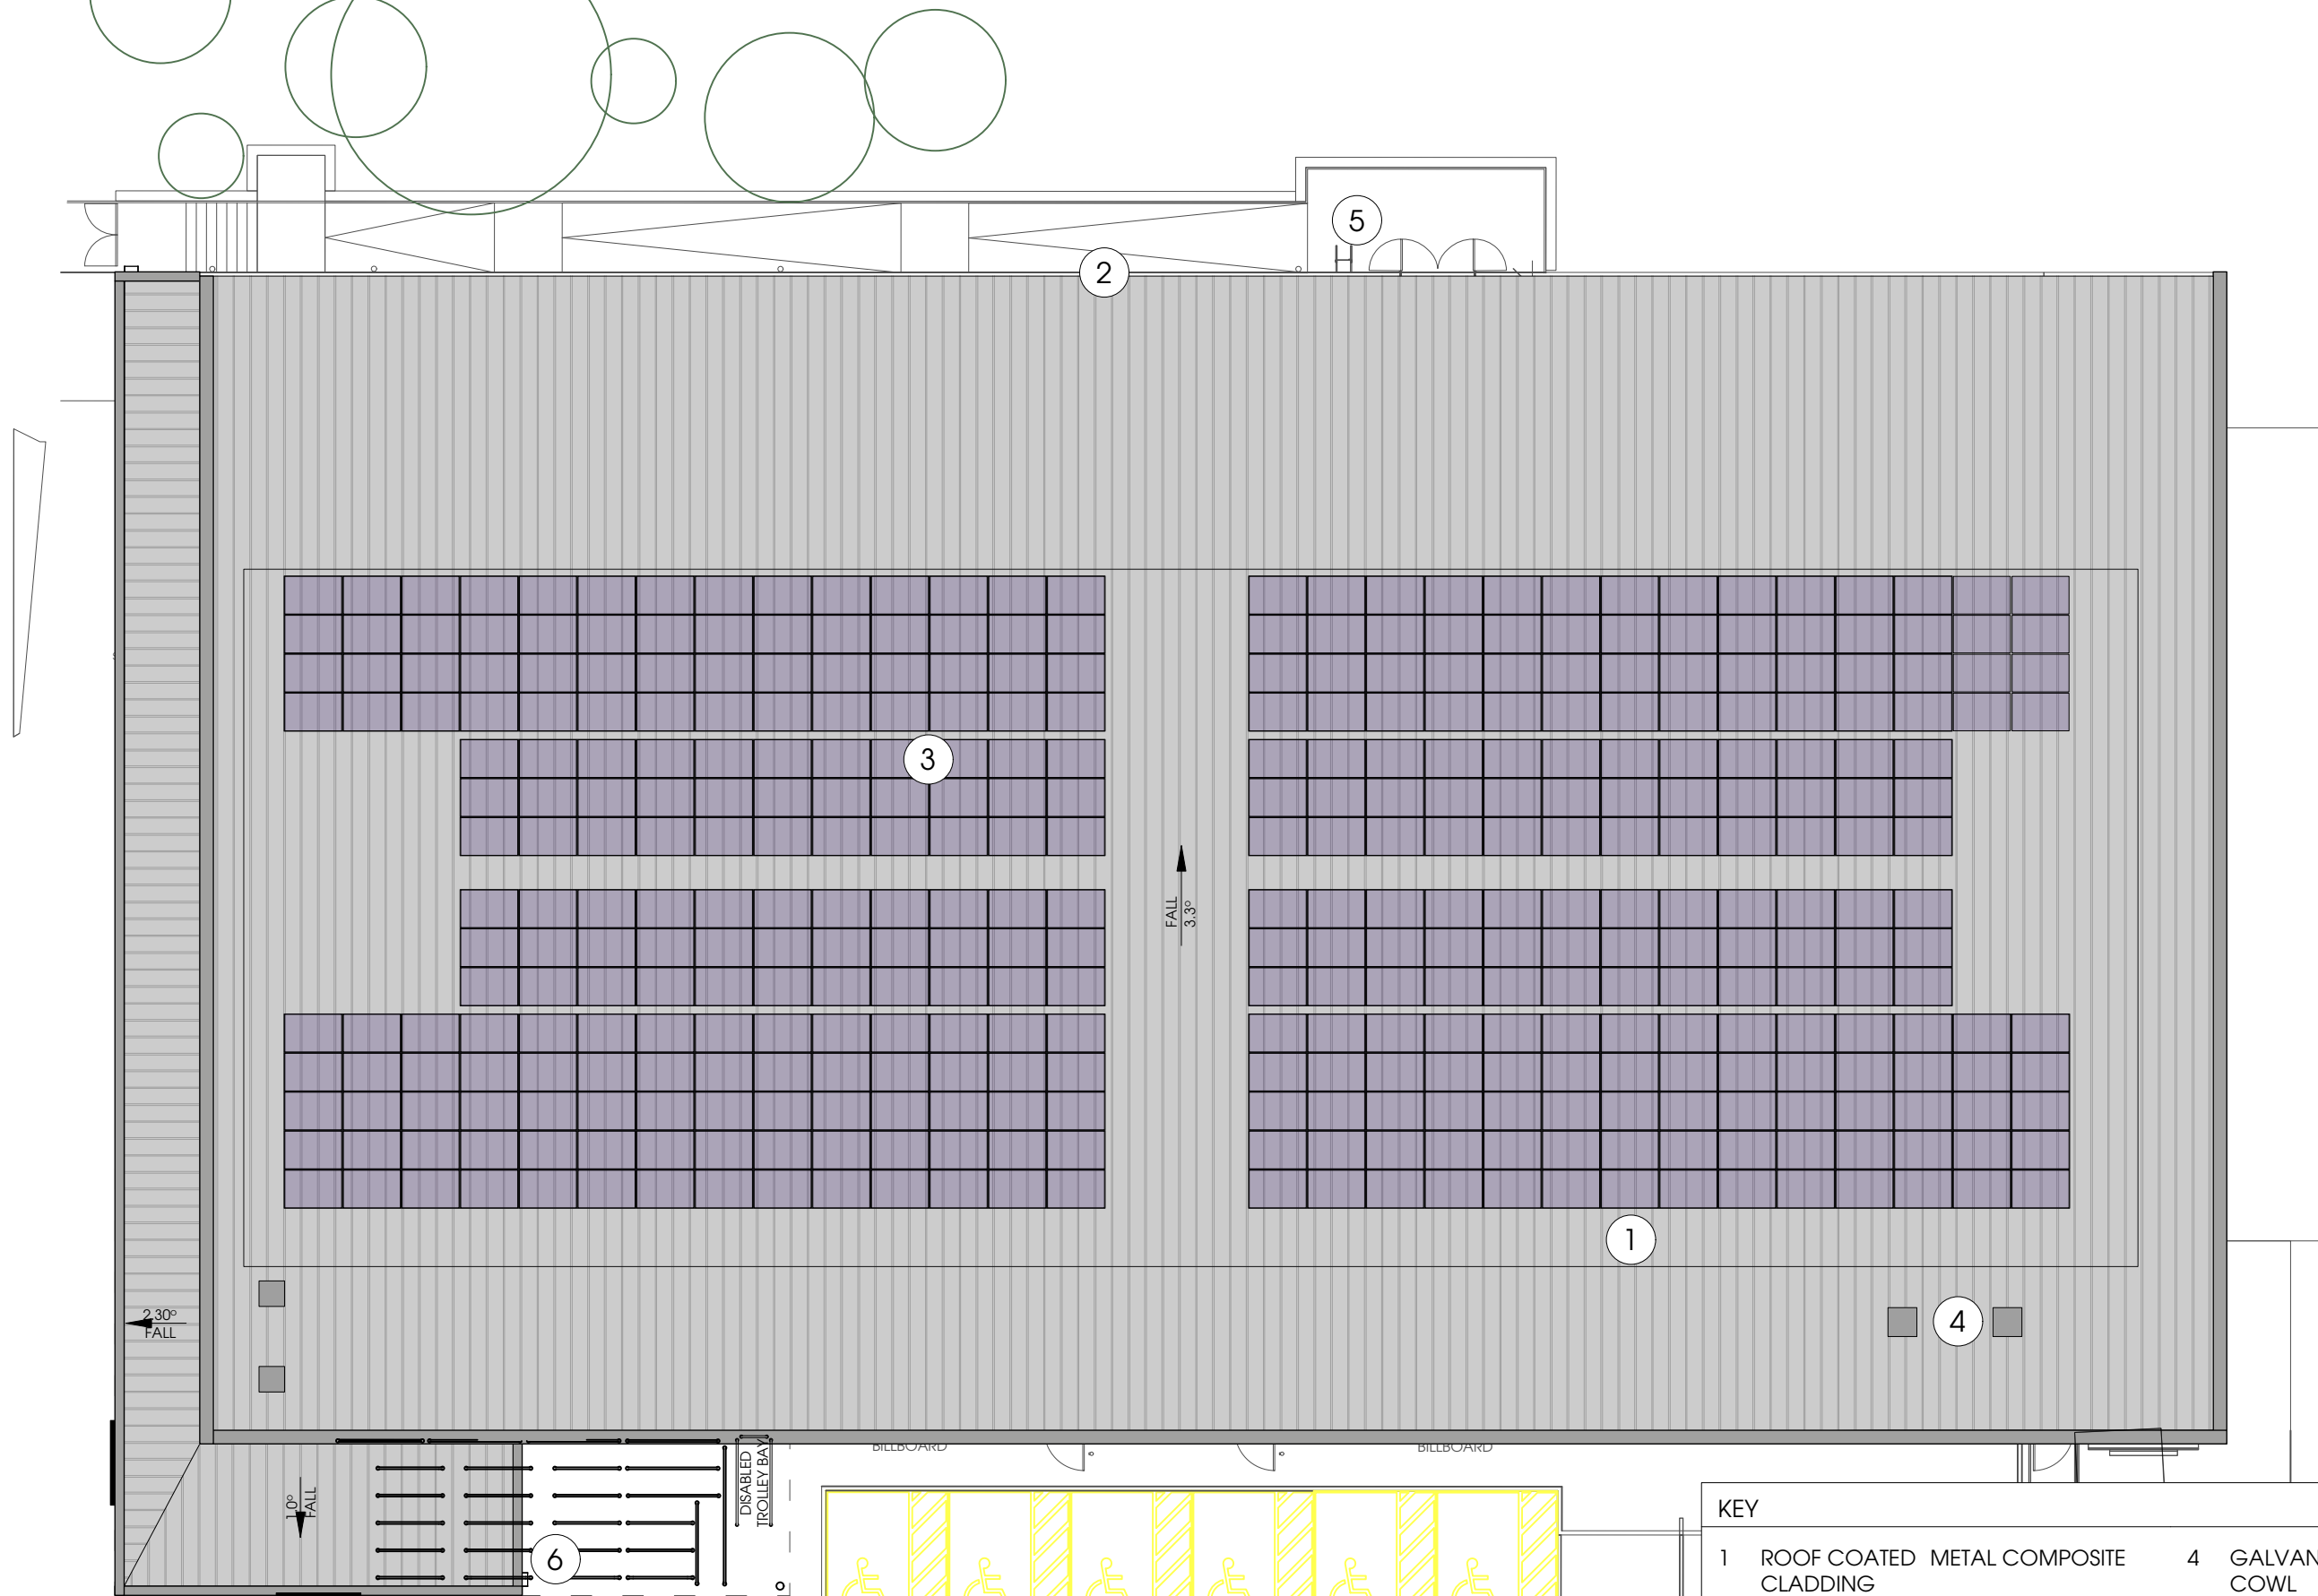 5
2
3
FALL
3.3°
1
4
2.30°
FALL
1.0°
FALL
DISABLED
TROLLEY BAY
BILLBOARD
BILLBOARD
6
KEY
1 ROOF COATED METAL COMPOSITE
CLADDING
4 GALVAN
COWL